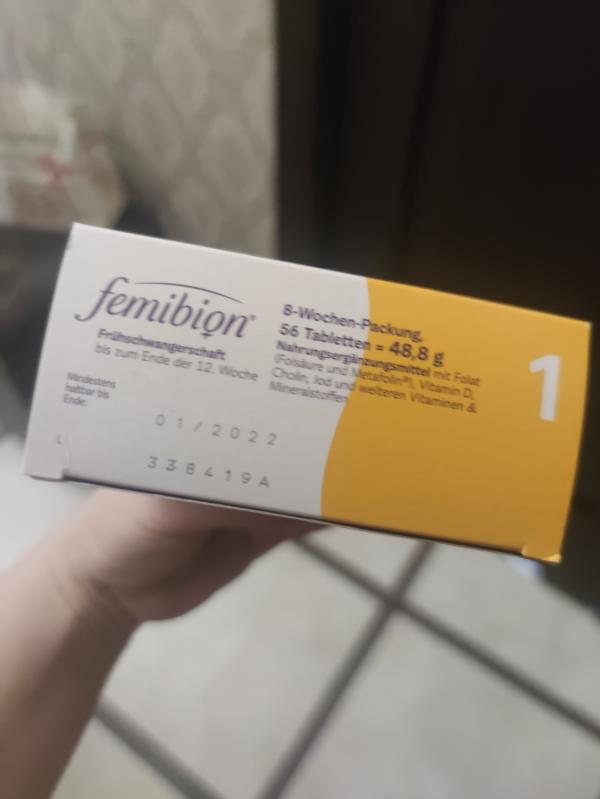 femibion®
Frühschwangerschaft
bis zum Ende der 12. Woche
Mindestens
haltbar bis
Ende:
01/2022
L
338419A
8-Wochen-Packung,
56 Tabletten = 48,8 g
Nahrungsergänzungsmittel mit Folat
(Folsäure und Metafolin®), Vitamin D,
Cholin, Iod und weiteren Vitaminen &
Mineralstoffen
1